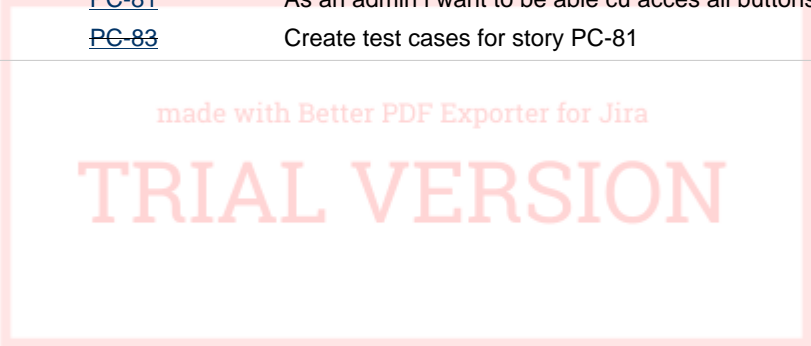 PC-81 As an admin i want to be able cu acces all buttons
PC-83 Create test cases for story PC-81
made with Better PDF Exporter for Jira
TRIAL VERSION